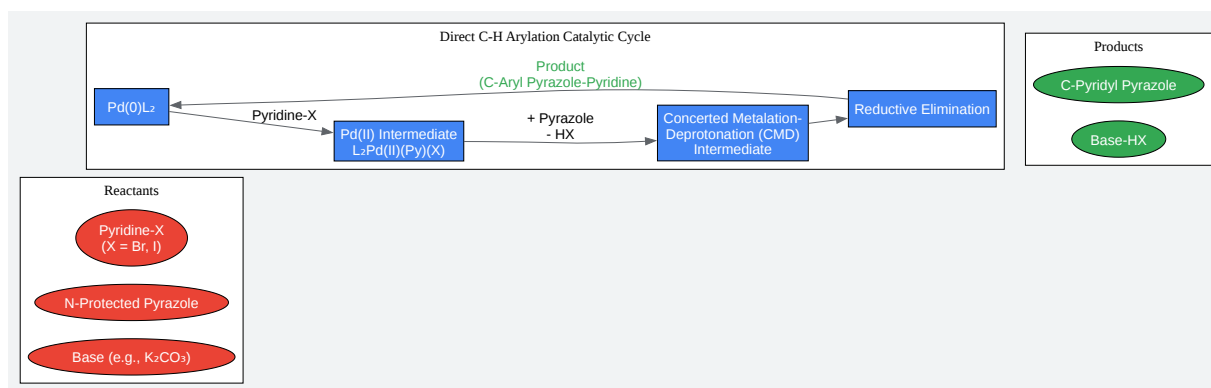 Direct C-H Arylation Catalytic Cycle
Product
(C-Aryl Pyrazole-Pyridine)
Pd(0)L₂
Pyridine-X
Pd(II) Intermediate
L₂Pd(II)(Py)(X)
+ Pyrazole
- HX
Concerted Metalation-
Deprotonation (CMD)
Intermediate
Reductive Elimination
Products
C-Pyridyl Pyrazole
Base-HX
Reactants
Pyridine-X
(X = Br, I)
N-Protected Pyrazole
Base (e.g., K₂CO₃)